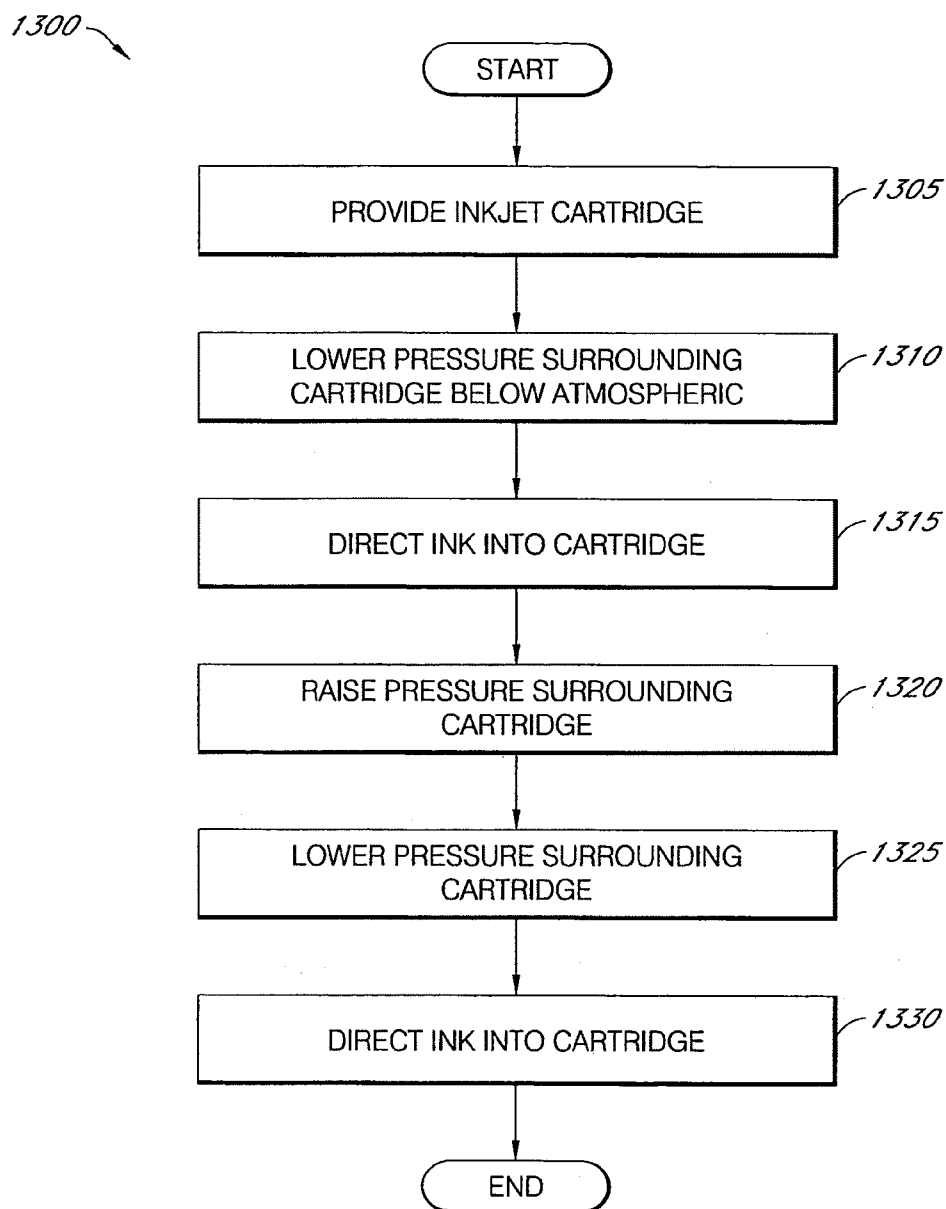 1300
START
PROVIDE INKJET CARTRIDGE
1305
LOWER PRESSURE SURROUNDING
CARTRIDGE BELOW ATMOSPHERIC
1310
DIRECT INK INTO CARTRIDGE
1315
RAISE PRESSURE SURROUNDING
CARTRIDGE
1320
LOWER PRESSURE SURROUNDING
CARTRIDGE
1325
DIRECT INK INTO CARTRIDGE
1330
END